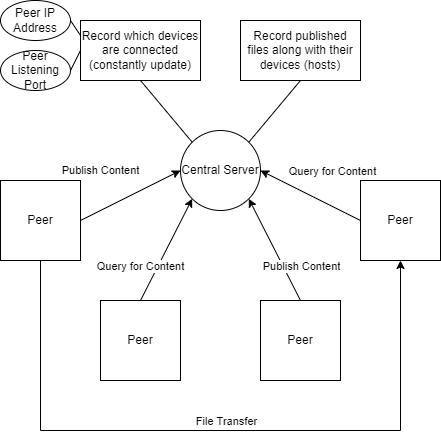 Peer IP
Address
Peer
Listening
Port
Record which devices
are connected
(constantly update)
Record published
files along with their
devices (hosts)
Central Server
Publish Content
Query for Content
Peer
Peer
Query for Content
Publish Content
Peer
Peer
File Transfer